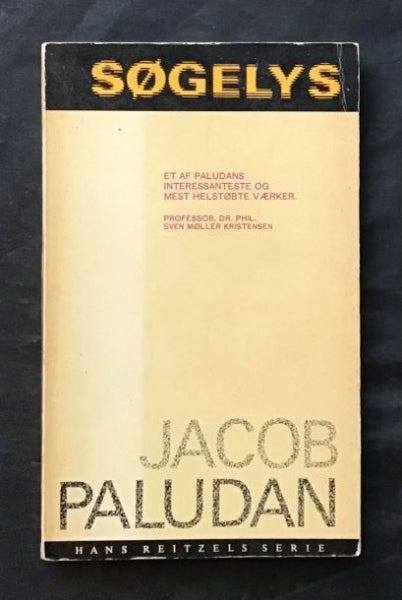 SØGELYS
ET AF PALUDANS
INTERESSANTESTE OG
MEST HELSTØBTE VÆRKER.
PROFESSOR, DR. PHIL.
SVEN MØLLER KRISTENSEN
JACOB
PALUDAN
HANS REITZELS SERIE